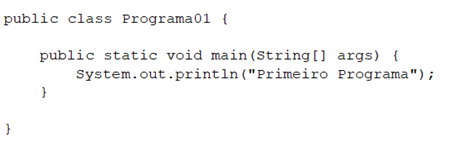 public class Programa01 {
public static void main(String[] args) {
System.out.println("Primeiro Programa");
}
}